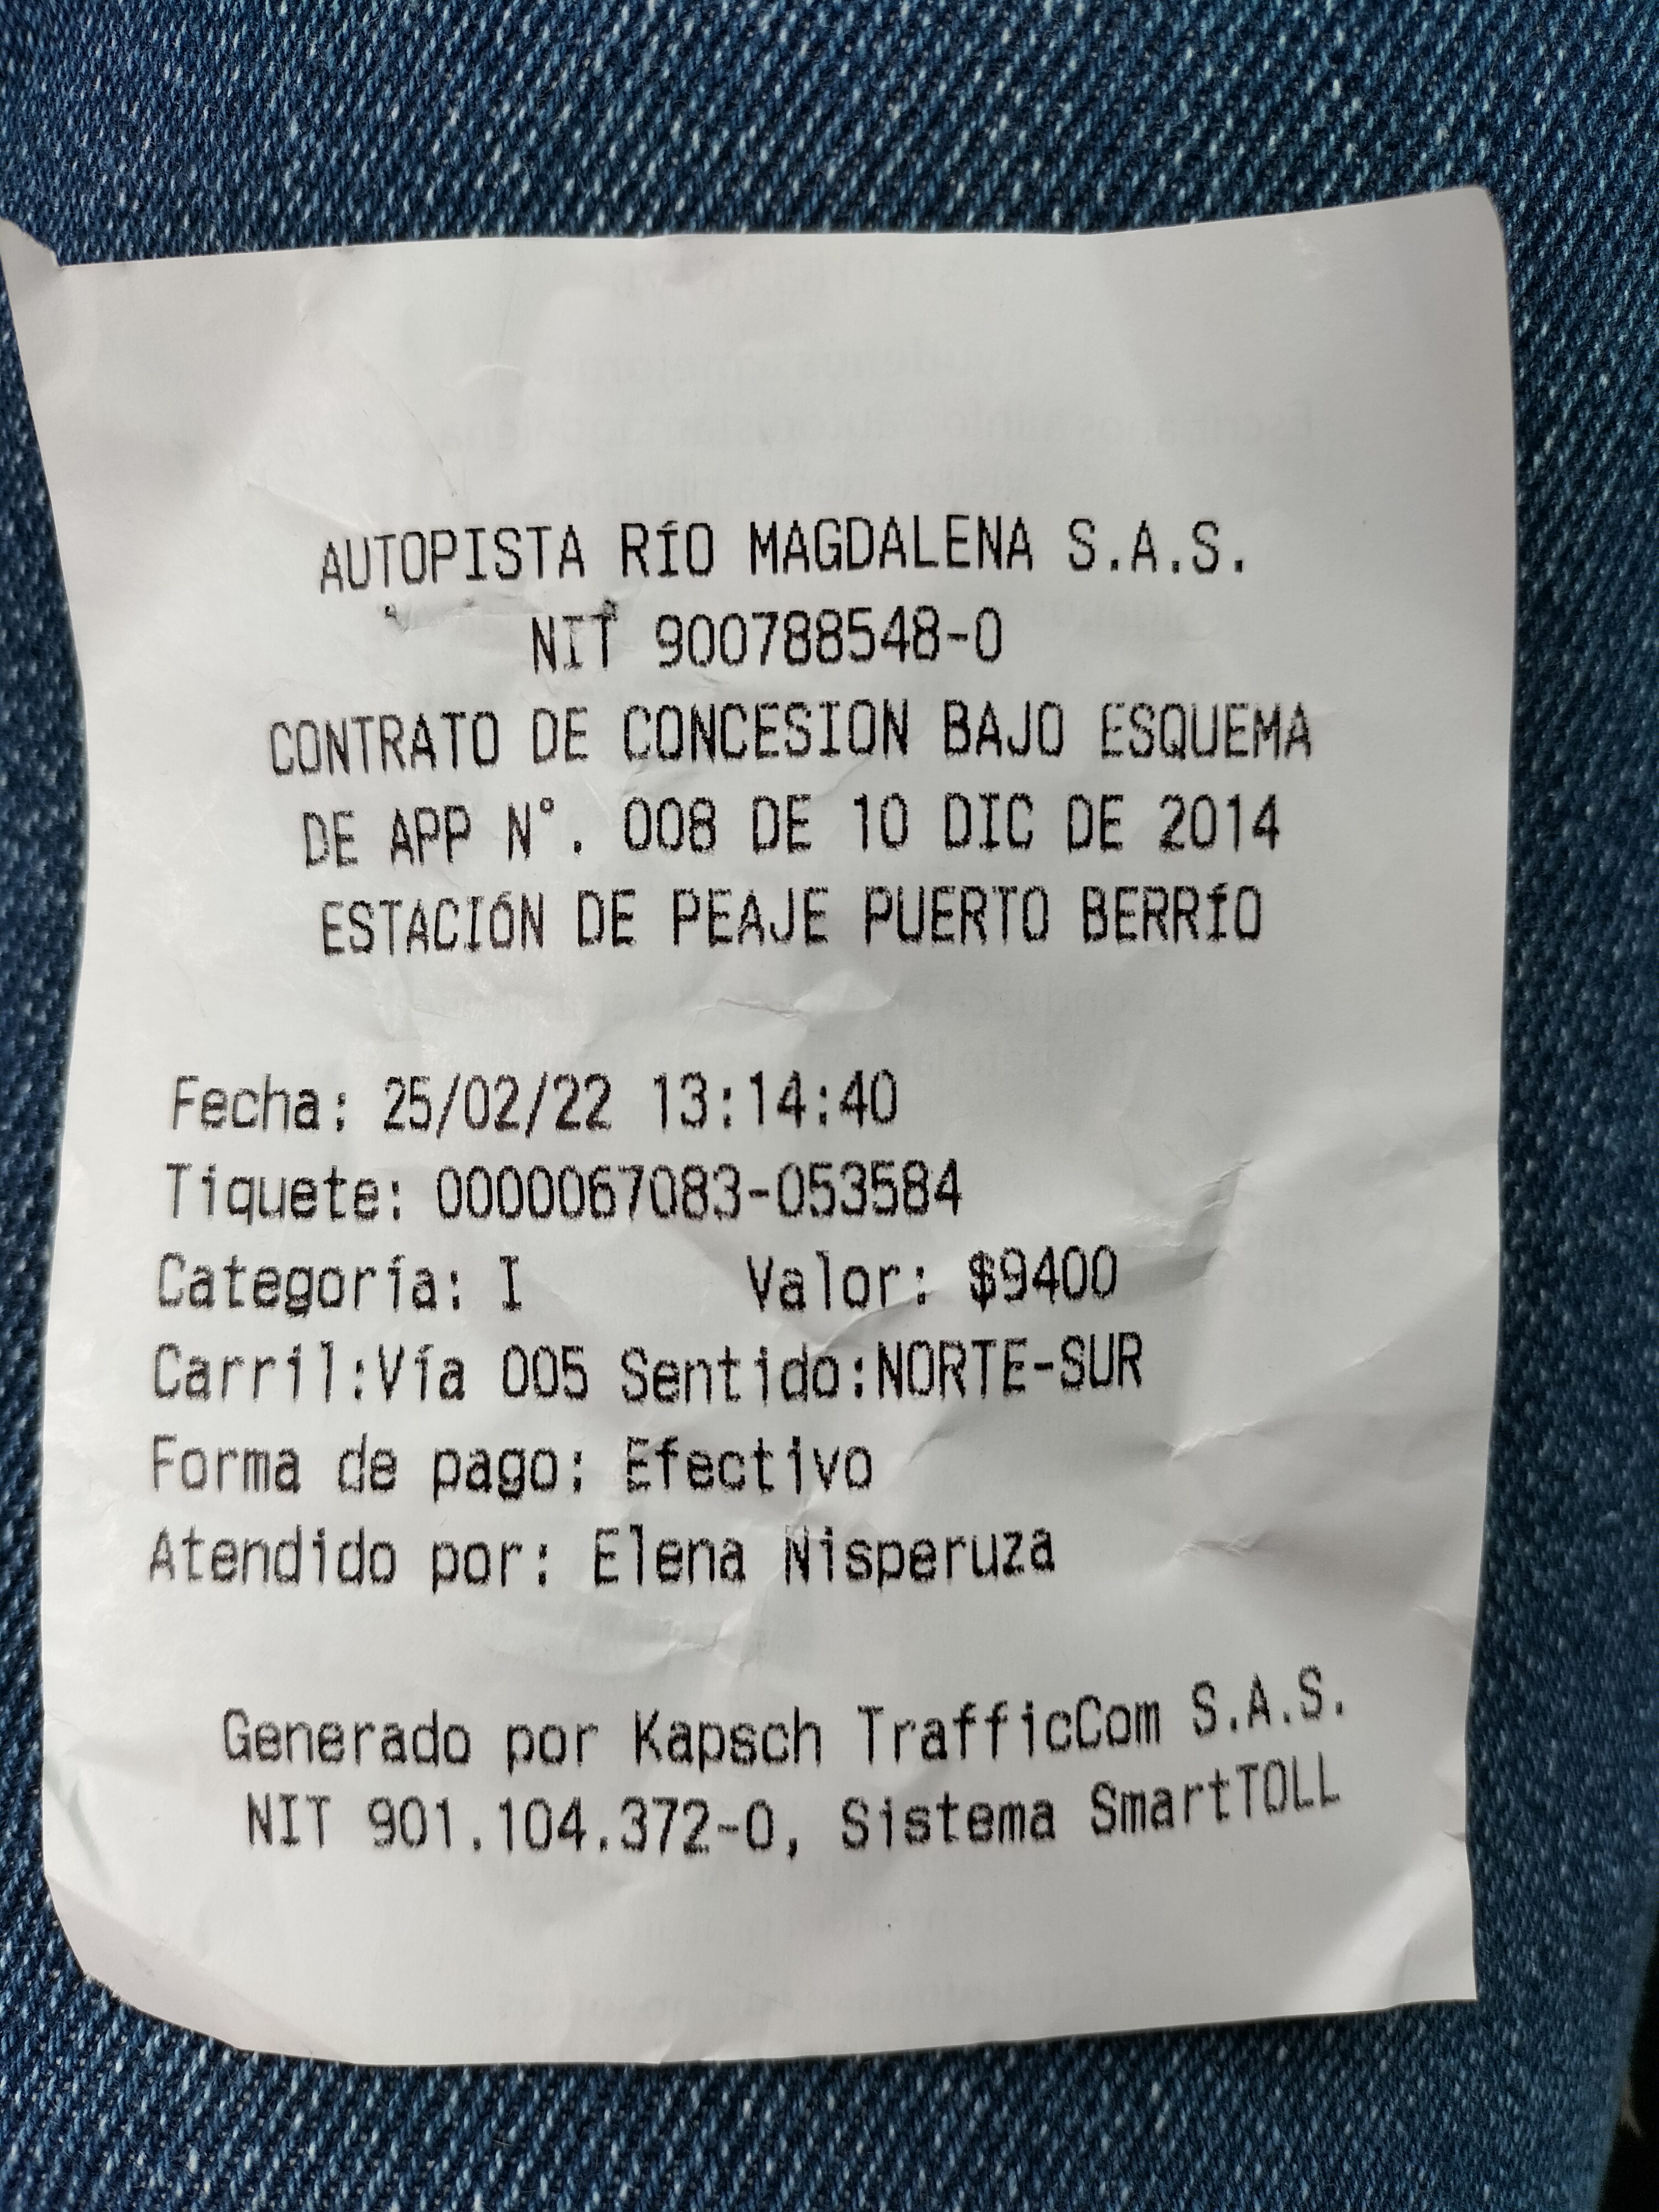 AUTOPISTA RÍO MAGDALENA S.A.S.
NIT 900788548-0
CONTRATO DE CONCESION BAJO ESQUEMA
DE APP N°. 008 DE 10 DIC DE 2014
ESTACIÓN DE PEAJE PUERTO BERRÍO
Fecha: 25/02/22 13:14:40
Tiquete: 0000067083-053584
Categoría: I Valor: $9400
Carril:Vía 005 Sentido:NORTE-SUR
Forma de pago: Efectivo
Atendido por: Elena Nisperuza
Generado por Kapsch TrafficCom S.A.S.
NIT 901.104.372-0, Sistema SmartTOLL